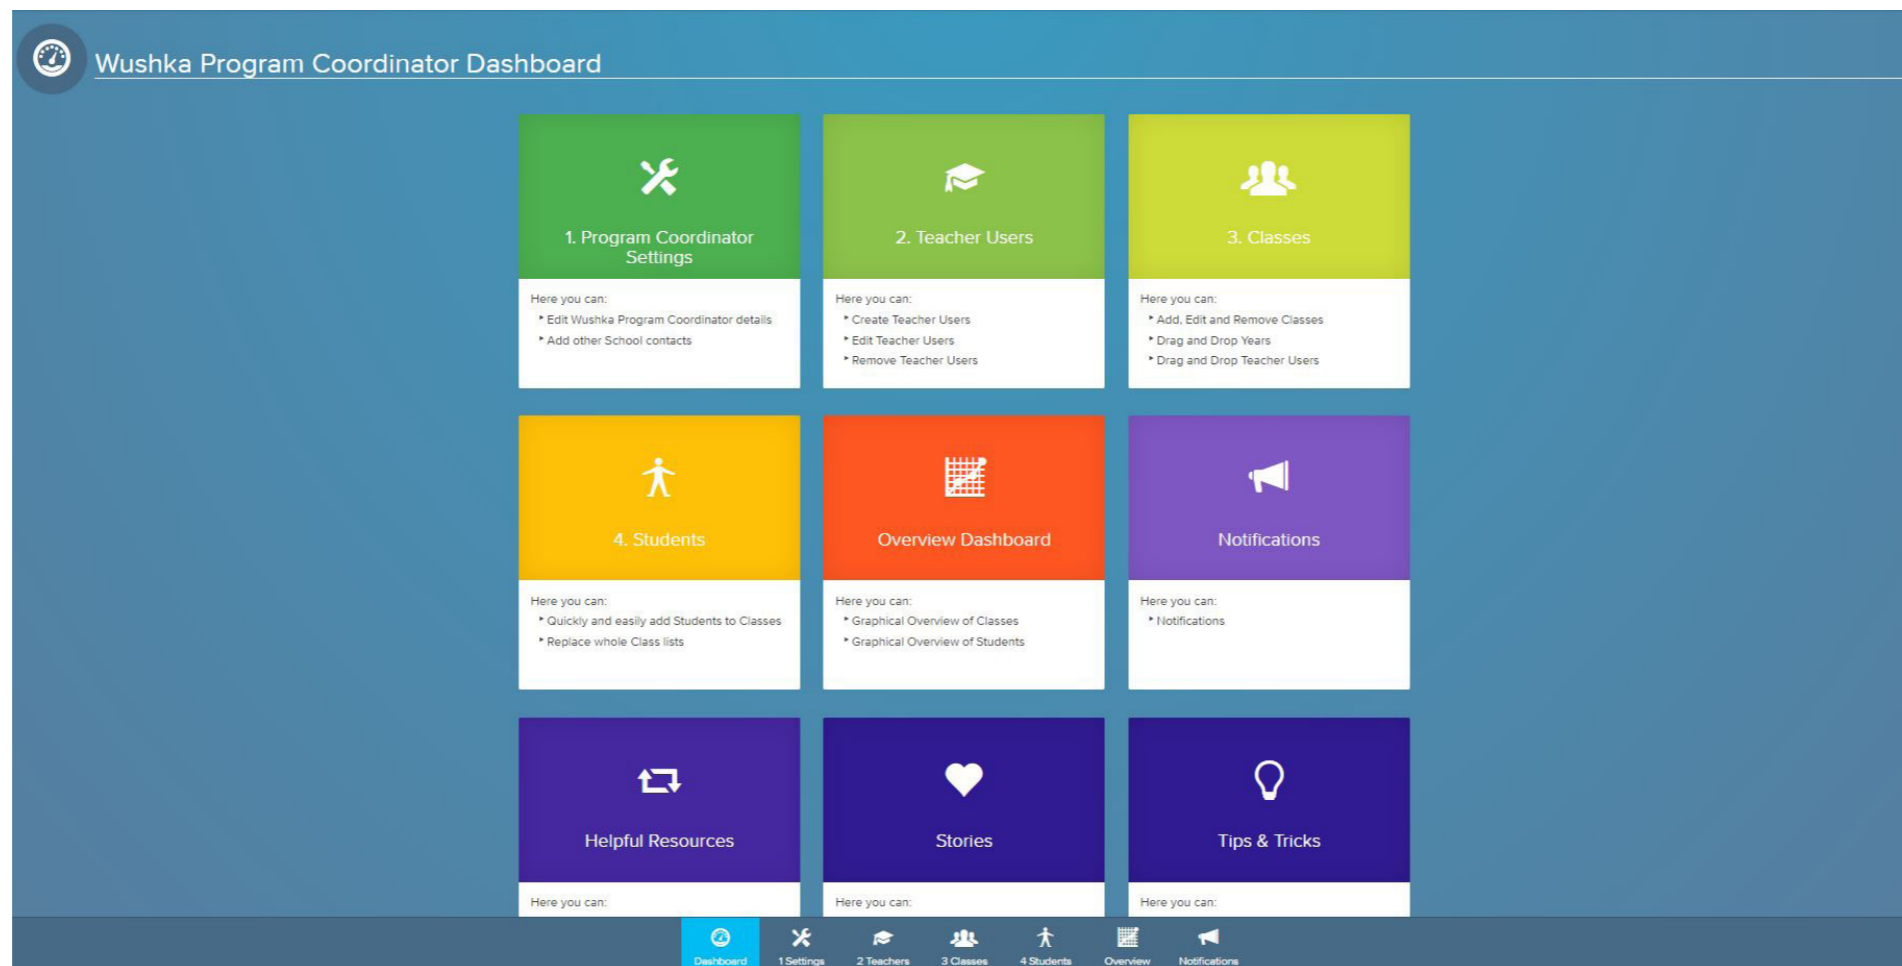 Wushka Program Coordinator Dashboard
1. Program Coordinator
Settings
Here you can:
Edit Wushka Program Coordinator details
Add other School contacts
2. Teacher Users
Here you can:
Create Teacher Users
Edit Teacher Users
Remove Teacher Users
3. Classes
Here you can:
Add, Edit and Remove Classes
Drag and Drop Years
Drag and Drop Teacher Users
4. Students
Here you can:
Quickly and easily add Students to Classes
Replace whole Class lists
Overview Dashboard
Here you can:
Graphical Overview of Classes
Graphical Overview of Students
Notifications
Here you can:
Notifications
Helpful Resources
Here you can:
Stories
Here you can:
Tips & Tricks
Here you can:
Dashboard
1 Settings
2 Teachers
3 Classes
4 Students
Overview
Notifications